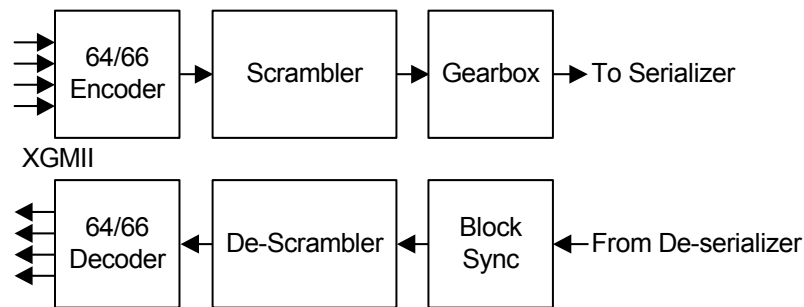 64/66
Encoder
Scrambler
Gearbox
To Serializer
XGMII
64/66
Decoder
De-Scrambler
Block
Sync
From De-serializer